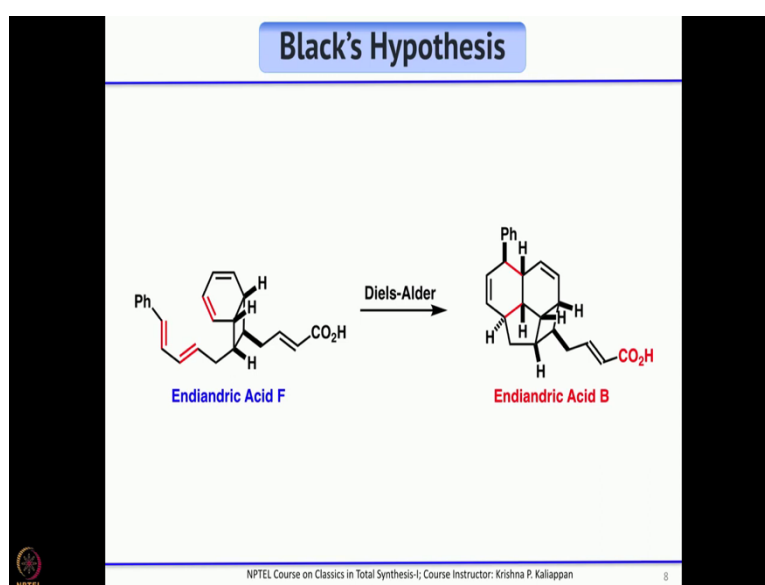 Black's Hypothesis
Ph
H
H
H
CO₂H
Endiandric Acid F
Diels-Alder
Ph
H
H
H
H
H
H
CO₂H
Endiandric Acid B
NPTEL
NPTEL Course on Classics in Total Synthesis-I; Course Instructor: Krishna P. Kaliappan
8